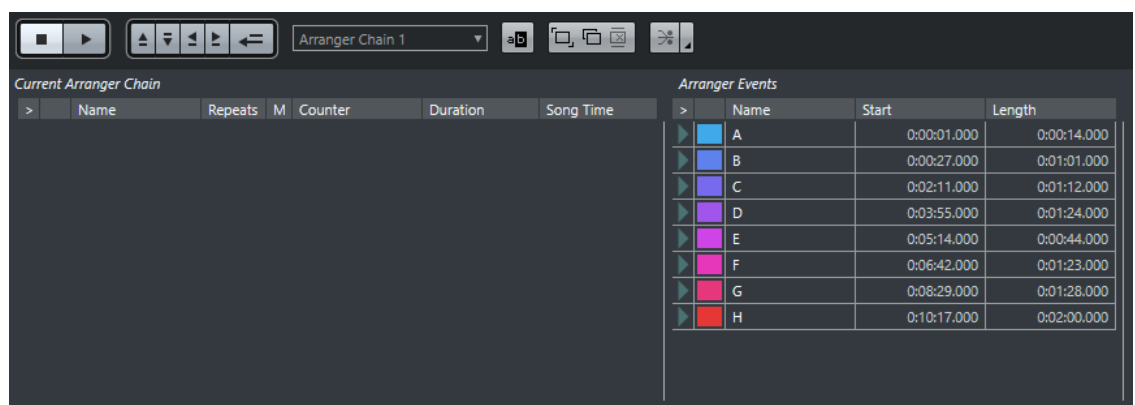 Arranger Chain 1 ab
Current Arranger Chain
> Name Repeats M Counter Duration Song Time
Arranger Events
> Name Start Length
A 0:00:01.000 0:00:14.000
B 0:00:27.000 0:01:01.000
C 0:02:11.000 0:01:12.000
D 0:03:55.000 0:01:24.000
E 0:05:14.000 0:00:44.000
F 0:06:42.000 0:01:23.000
G 0:08:29.000 0:01:28.000
H 0:10:17.000 0:02:00.000